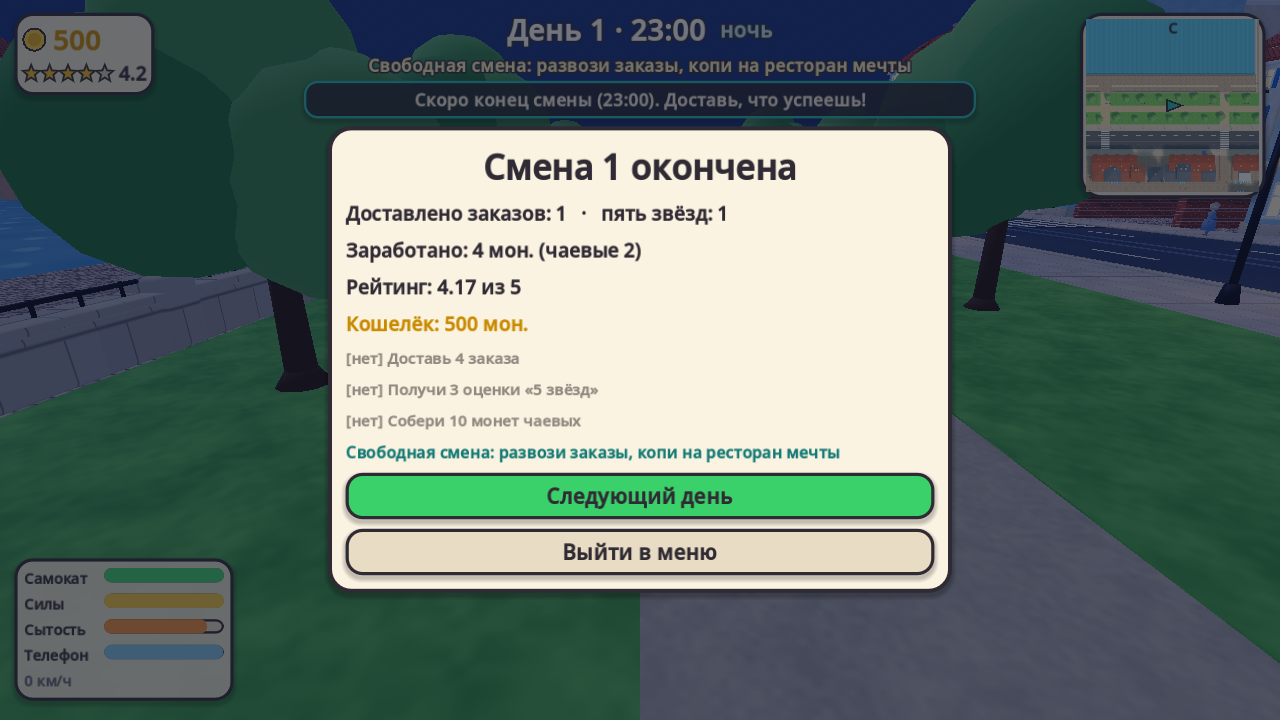 500
4.2
День 1 · 23:00 ночь
Свободная смена: развози заказы, копи на ресторан мечты
Скоро конец смены (23:00). Доставь, что успеешь!
С
Смена 1 окончена
Доставлено заказов: 1 · пять звёзд: 1
Заработано: 4 мон. (чаевые 2)
Рейтинг: 4.17 из 5
Кошелёк: 500 мон.
[нет] Доставь 4 заказа
[нет] Получи 3 оценки «5 звёзд»
[нет] Собери 10 монет чаевых
Свободная смена: развози заказы, копи на ресторан мечты
Следующий день
Выйти в меню
Самокат
Силы
Сытость
Телефон
0 км/ч